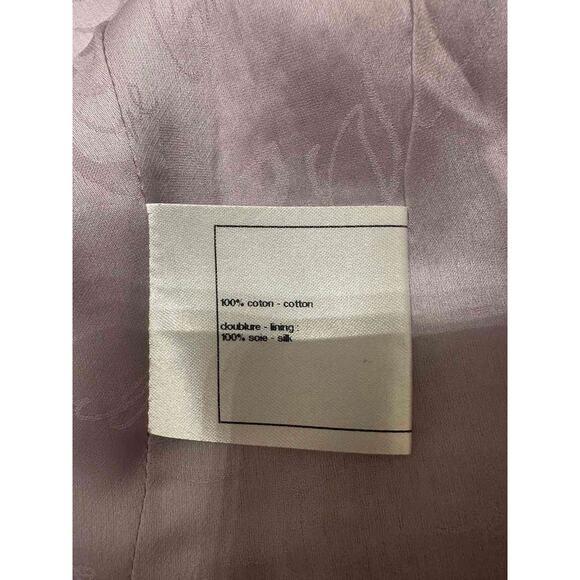 100% coton - cotton
doublure - lining :
100% soie - silk